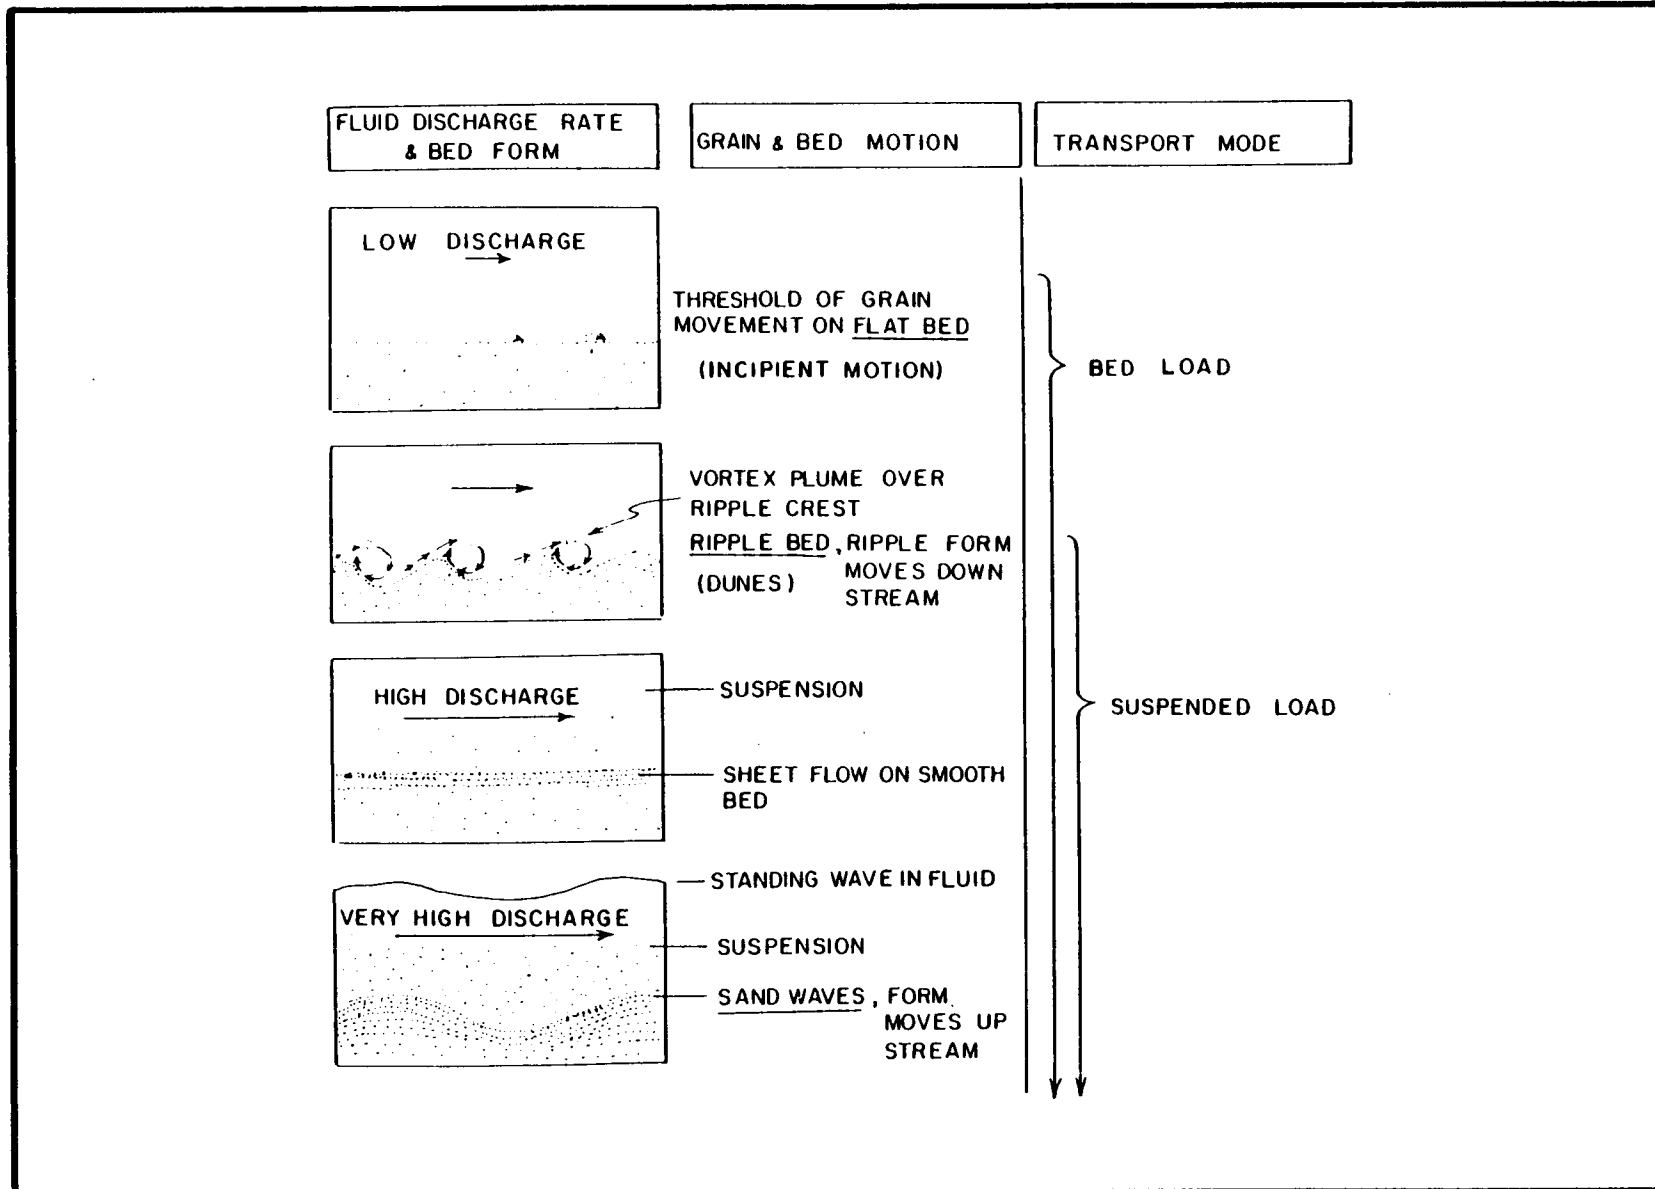 FLUID DISCHARGE RATE
& BED FORM
GRAIN & BED MOTION
TRANSPORT MODE
LOW DISCHARGE
THRESHOLD OF GRAIN
MOVEMENT ON FLAT BED
(INCIPIENT MOTION)
BED LOAD
VORTEX PLUME OVER
RIPPLE CREST
RIPPLE BED, RIPPLE FORM
(DUNES) MOVES DOWN
STREAM
HIGH DISCHARGE
SUSPENSION
SHEET FLOW ON SMOOTH
BED
SUSPENDED LOAD
STANDING WAVE IN FLUID
VERY HIGH DISCHARGE
SUSPENSION
SAND WAVES, FORM
MOVES UP
STREAM